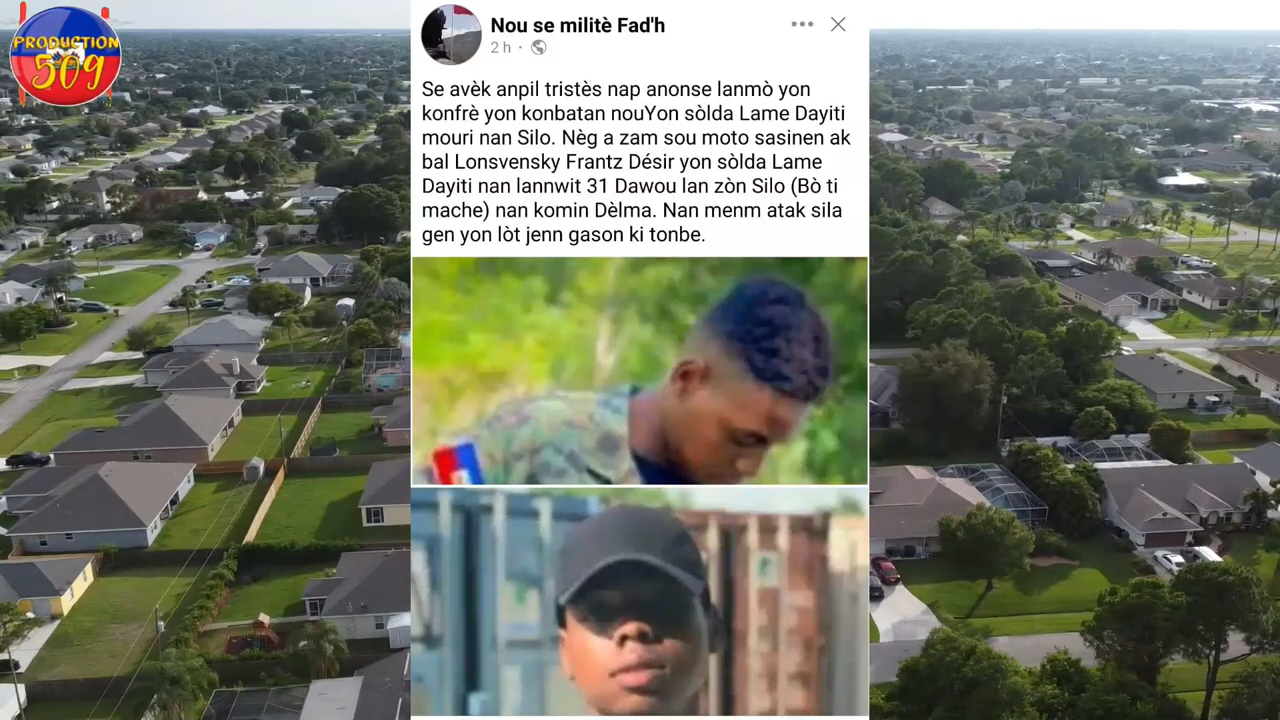 PRODUCTION
509
Nou se militè Fad'h
2 h ·
Se avèk anpil tristès nap anonse lanmò yon
konfrè yon konbatan nouYon sòlda Lame Dayiti
mouri nan Silo. Nèg a zam sou moto sasinen ak
bal Lonsvensky Frantz Désir yon sòlda Lame
Dayiti nan lannwit 31 Dawou lan zòn Silo (Bò ti
mache) nan komin Dèlma. Nan menm atak sila
gen yon lòt jenn gason ki tonbe.